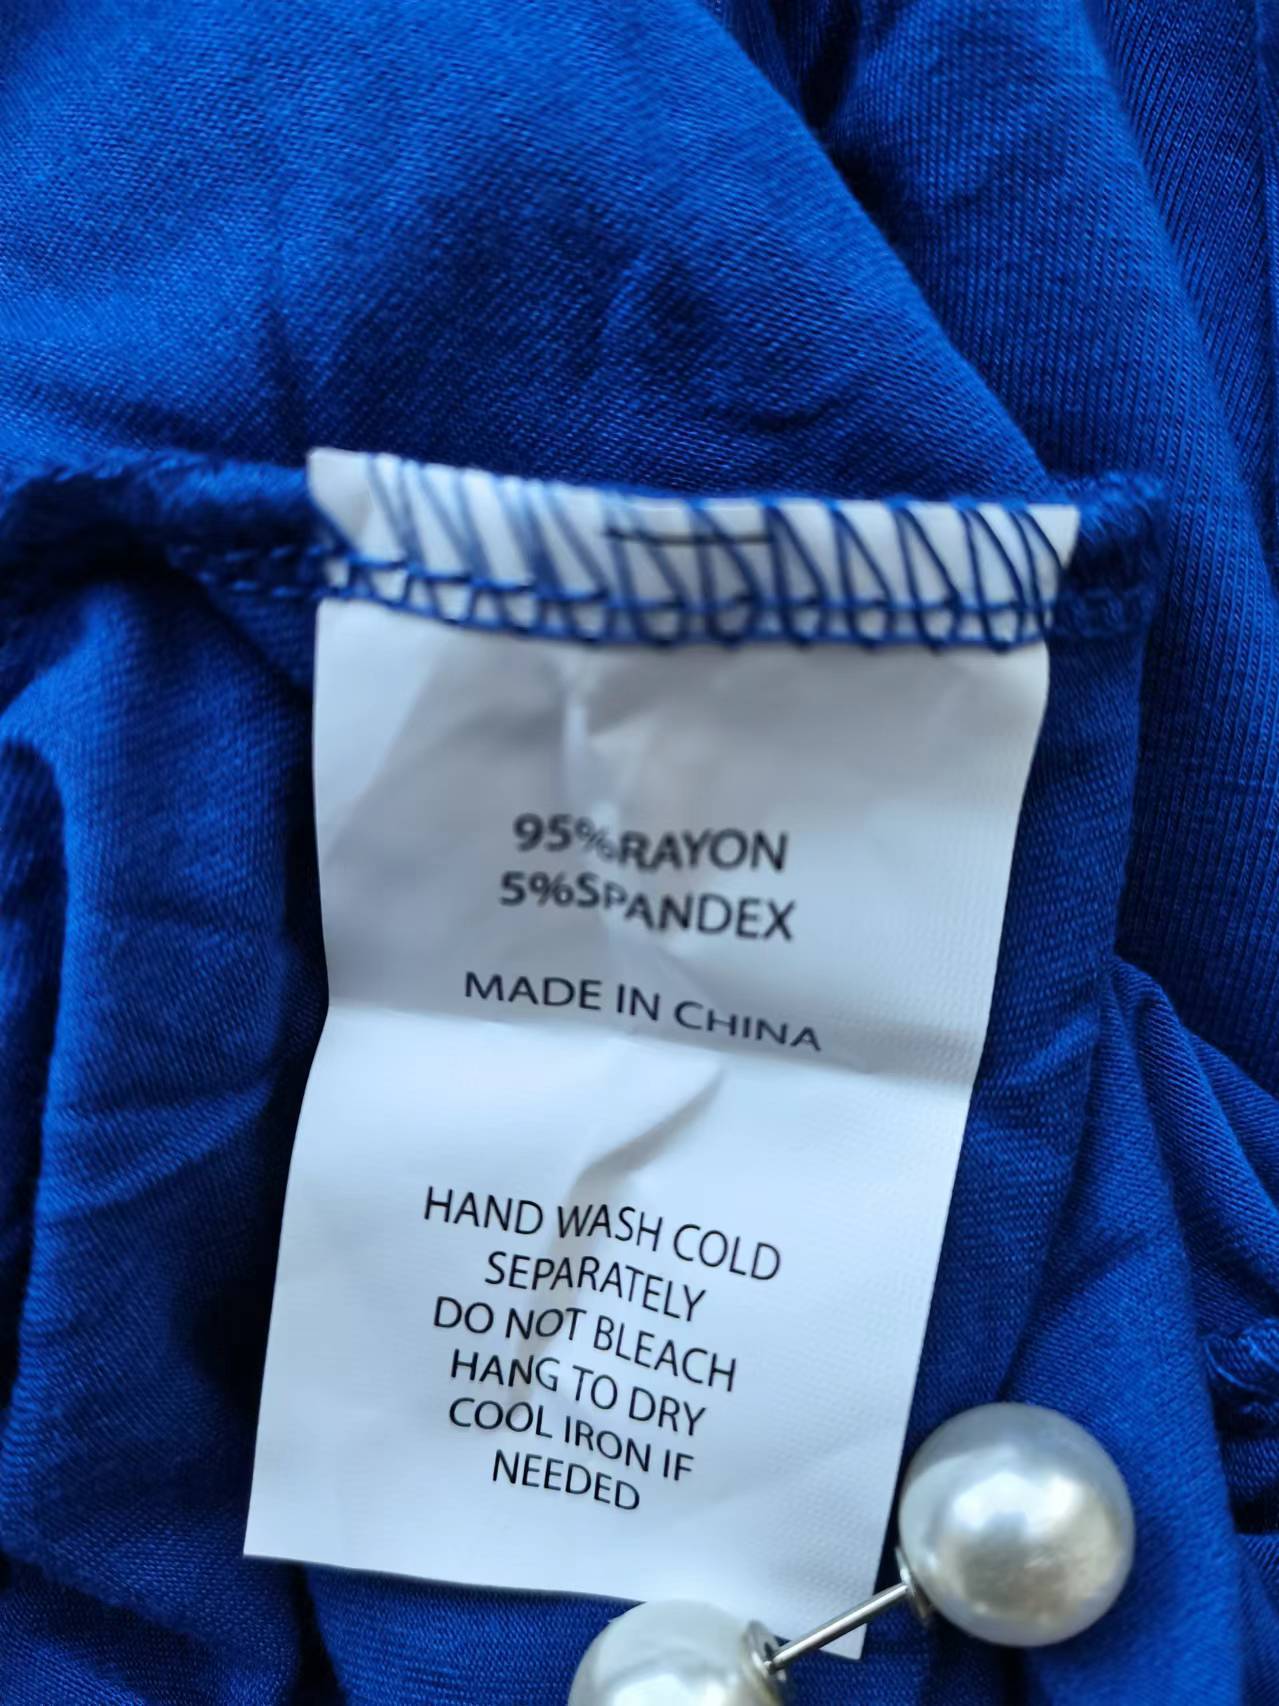 95%RAYON
5%SPANDEX
MADE IN CHINA
HAND WASH COLD
SEPARATELY
DO NOT BLEACH
HANG TO DRY
COOL IRON IF
NEEDED